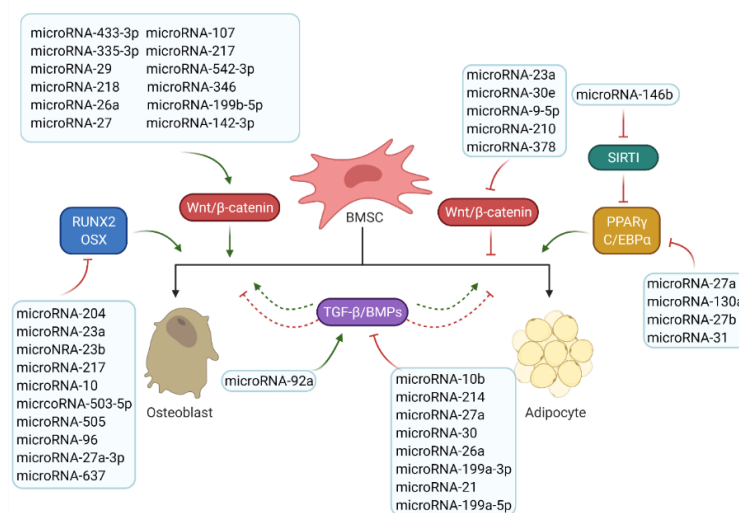 microRNA-433-3p microRNA-107
microRNA-335-3p microRNA-217
microRNA-29 microRNA-542-3p
microRNA-218 microRNA-346
microRNA-26a microRNA-199b-5p
microRNA-27 microRNA-142-3p
microRNA-23a
microRNA-30e
microRNA-9-5p
microRNA-210
microRNA-378
microRNA-146b
SIRTI
Wnt/β-catenin
BMSC
Wnt/β-catenin
PPARγ
C/EBPα
RUNX2
OSX
microRNA-27a
microRNA-130a
microRNA-27b
microRNA-31
TGF-β/BMPs
microRNA-204
microRNA-23a
microNRA-23b
microRNA-217
microRNA-10
micrcoRNA-503-5p
microRNA-505
microRNA-96
microRNA-27a-3p
microRNA-637
Osteoblast
microRNA-92a
microRNA-10b
microRNA-214
microRNA-27a
microRNA-30
microRNA-26a
microRNA-199a-3p
microRNA-21
microRNA-199a-5p
Adipocyte